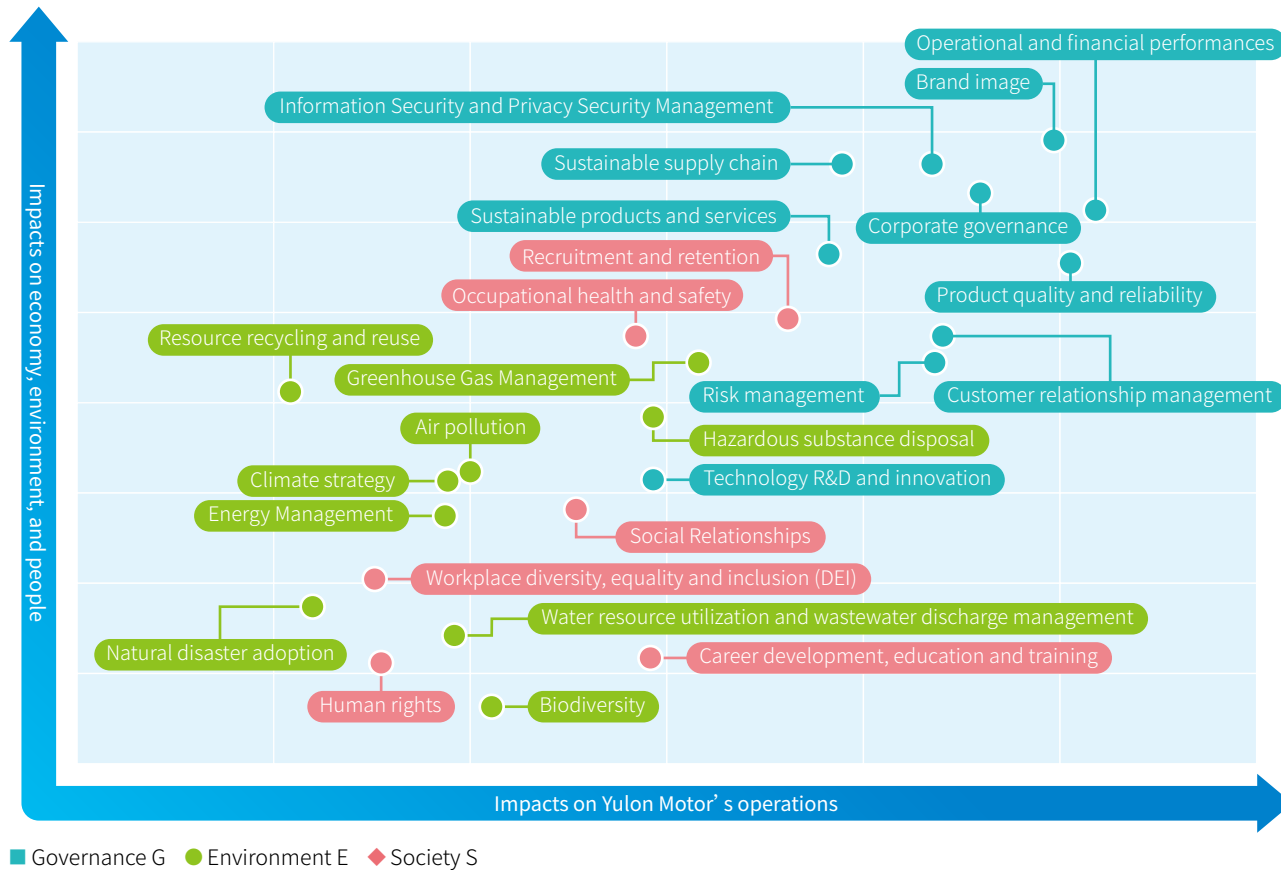 Operational and financial performances
Brand image
Information Security and Privacy Security Management
Sustainable supply chain
Sustainable products and services
Corporate governance
Recruitment and retention
Occupational health and safety
Product quality and reliability
Resource recycling and reuse
Greenhouse Gas Management
Risk management
Customer relationship management
Air pollution
Hazardous substance disposal
Climate strategy
Technology R&D and innovation
Energy Management
Social Relationships
Workplace diversity, equality and inclusion (DEI)
Water resource utilization and wastewater discharge management
Natural disaster adoption
Career development, education and training
Human rights
Biodiversity
Impacts on economy, environment, and people
Impacts on Yulon Motor’s operations
Governance G
Environment E
Society S